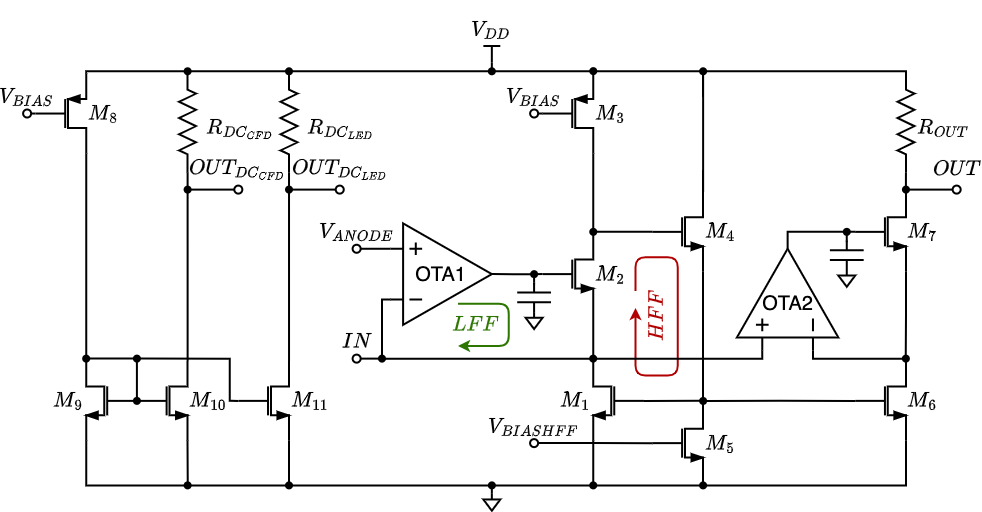 V_DD
V_BIAS
M_8
R_DC_CFD
R_DC_LED
V_BIAS
M_3
R_OUT
OUT_DC_CFD
OUT_DC_LED
OUT
V_ANODE
M_4
M_7
+
OTA1
−
M_2
OTA2
+
−
LFF
HFF
IN
M_9
M_10
M_11
M_1
M_6
V_BIASHFF
M_5